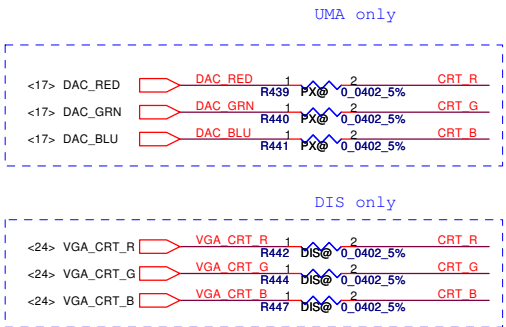 UMA only
<17> DAC_RED DAC_RED 1 2 CRT_R
R439 PX@ 0_0402_5%
<17> DAC_GRN DAC_GRN 1 2 CRT_G
R440 PX@ 0_0402_5%
<17> DAC_BLU DAC_BLU 1 2 CRT_B
R441 PX@ 0_0402_5%
DIS only
<24> VGA_CRT_R VGA_CRT_R 1 2 CRT_R
R442 DIS@ 0_0402_5%
<24> VGA_CRT_G VGA_CRT_G 1 2 CRT_G
R444 DIS@ 0_0402_5%
<24> VGA_CRT_B VGA_CRT_B 1 2 CRT_B
R447 DIS@ 0_0402_5%